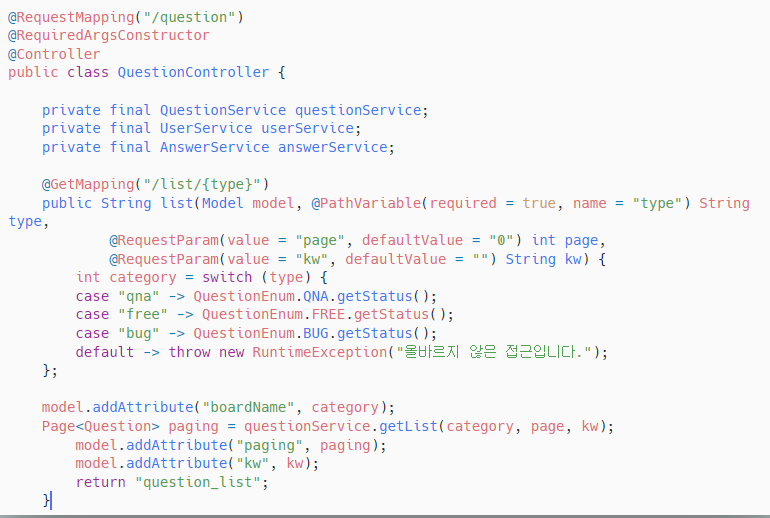 @RequestMapping("/question")
@RequiredArgsConstructor
@Controller
public class QuestionController {
private final QuestionService questionService;
private final UserService userService;
private final AnswerService answerService;
@GetMapping("/list/{type}")
public String list(Model model, @PathVariable(required = true, name = "type") String
type,
@RequestParam(value = "page", defaultValue = "0") int page,
@RequestParam(value = "kw", defaultValue = "") String kw) {
int category = switch (type) {
case "qna" -> QuestionEnum.QNA.getStatus();
case "free" -> QuestionEnum.FREE.getStatus();
case "bug" -> QuestionEnum.BUG.getStatus();
default -> throw new RuntimeException("올바르지 않은 접근입니다.");
};
model.addAttribute("boardName", category);
Page<Question> paging = questionService.getList(category, page, kw);
model.addAttribute("paging", paging);
model.addAttribute("kw", kw);
return "question_list";
}